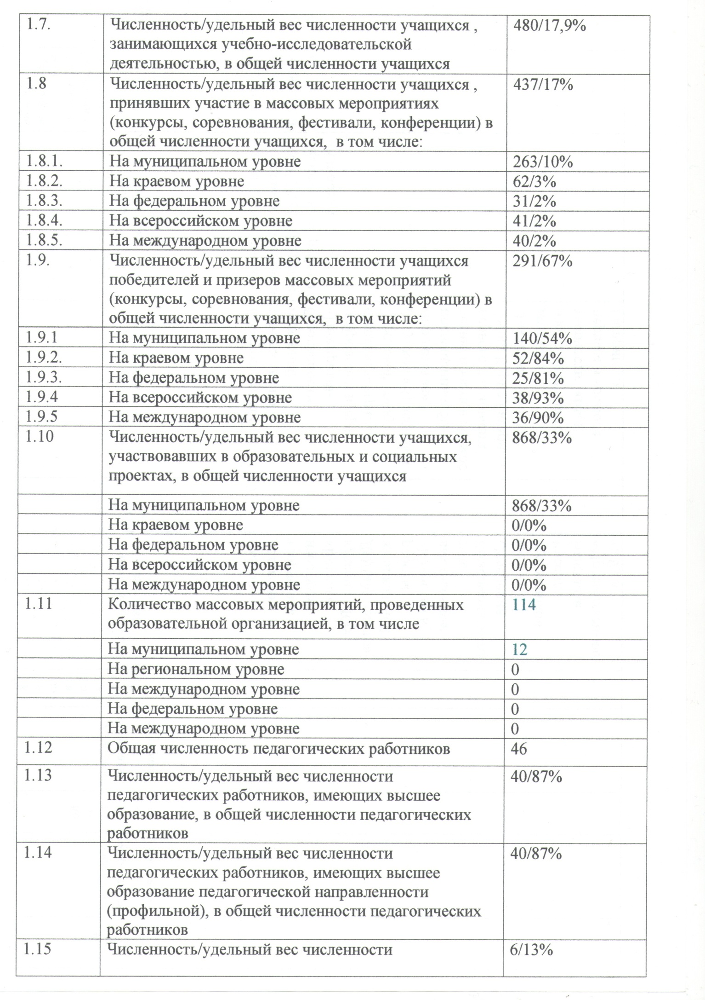 1.7. Численность/удельный вес численности учащихся , 480/17,9%
занимающихся учебно-исследовательской
деятельностью, в общей численности учащихся
1.8 Численность/удельный вес численности учащихся , 437/17%
принявших участие в массовых мероприятиях
(конкурсы, соревнования, фестивали, конференции) в
общей численности учащихся, в том числе:
1.8.1. На муниципальном уровне 263/10%
1.8.2. На краевом уровне 62/3%
1.8.3. На федеральном уровне 31/2%
1.8.4. На всероссийском уровне 41/2%
1.8.5. На международном уровне 40/2%
1.9. Численность/удельный вес численности учащихся 291/67%
победителей и призеров массовых мероприятий
(конкурсы, соревнования, фестивали, конференции) в
общей численности учащихся, в том числе:
1.9.1 На муниципальном уровне 140/54%
1.9.2. На краевом уровне 52/84%
1.9.3. На федеральном уровне 25/81%
1.9.4 На всероссийском уровне 38/93%
1.9.5 На международном уровне 36/90%
1.10 Численность/удельный вес численности учащихся, 868/33%
участвовавших в образовательных и социальных
проектах, в общей численности учащихся
На муниципальном уровне 868/33%
На краевом уровне 0/0%
На федеральном уровне 0/0%
На всероссийском уровне 0/0%
На международном уровне 0/0%
1.11 Количество массовых мероприятий, проведенных 114
образовательной организацией, в том числе
На муниципальном уровне 12
На региональном уровне 0
На международном уровне 0
На федеральном уровне 0
На международном уровне 0
1.12 Общая численность педагогических работников 46
1.13 Численность/удельный вес численности 40/87%
педагогических работников, имеющих высшее
образование, в общей численности педагогических
работников
1.14 Численность/удельный вес численности 40/87%
педагогических работников, имеющих высшее
образование педагогической направленности
(профильной), в общей численности педагогических
работников
1.15 Численность/удельный вес численности 6/13%